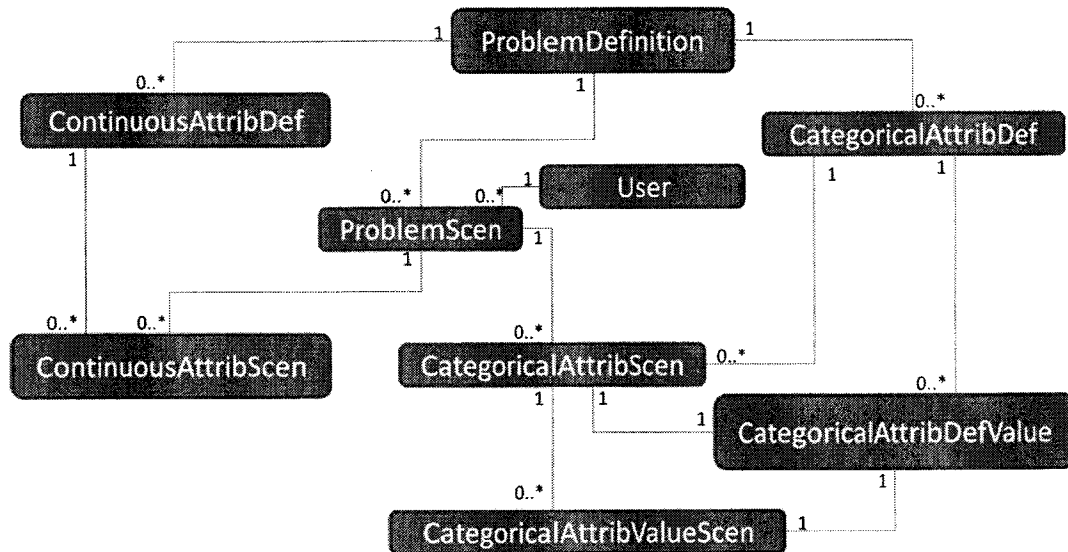 1 ProblemDefinition 1
1
0..*
0..*
ContinuousAttribDef
CategoricalAttribDef
1
1
1
1 User
0..* 0..*
ProblemScen
1
1
0..* 0..*
0..*
ContinuousAttribScen
CategoricalAttribScen
0..*
0..*
1
1
1
CategoricalAttribDefValue
1
0..*
CategoricalAttribValueScen
1